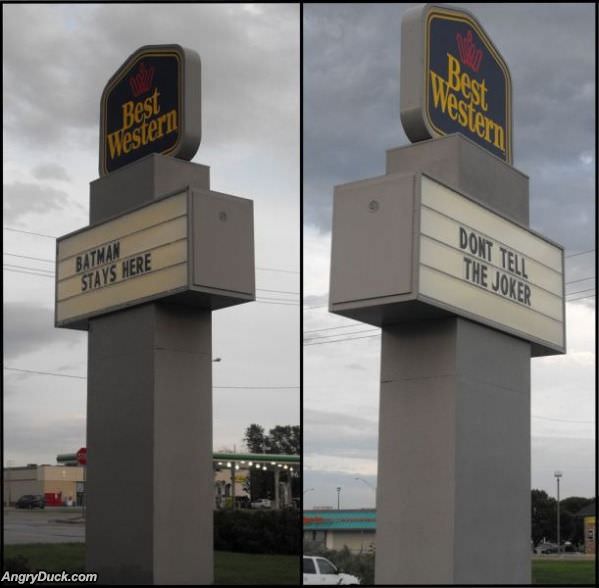 Best
Western
BATMAN
STAYS HERE
Best
Western
DONT TELL
THE JOKER
AngryDuck.com